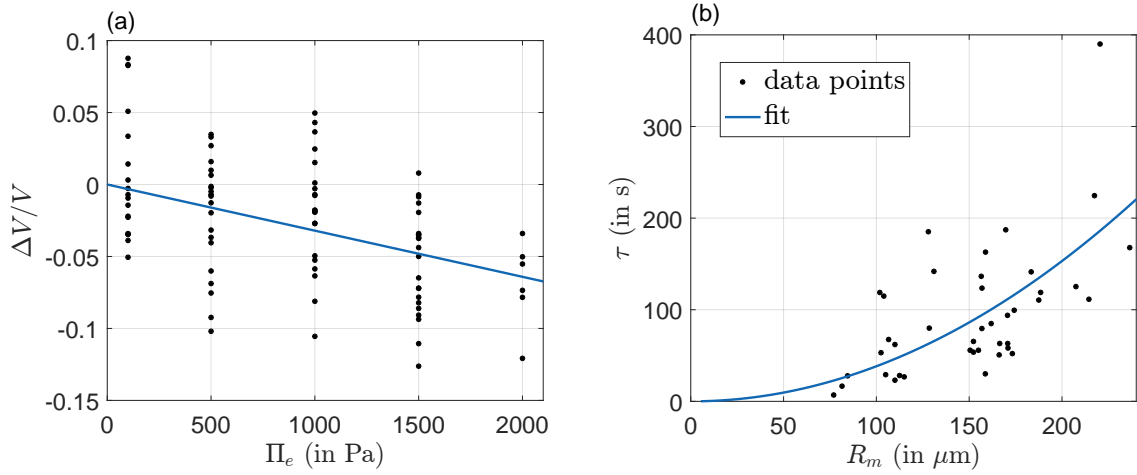 (a)
0.1
0.05
0
-0.05
-0.1
-0.15
ΔV/V
0 500 1000 1500 2000
Π_e (in Pa)
(b)
400
300
200
100
0
τ (in s)
data points
fit
0 50 100 150 200
R_m (in μm)